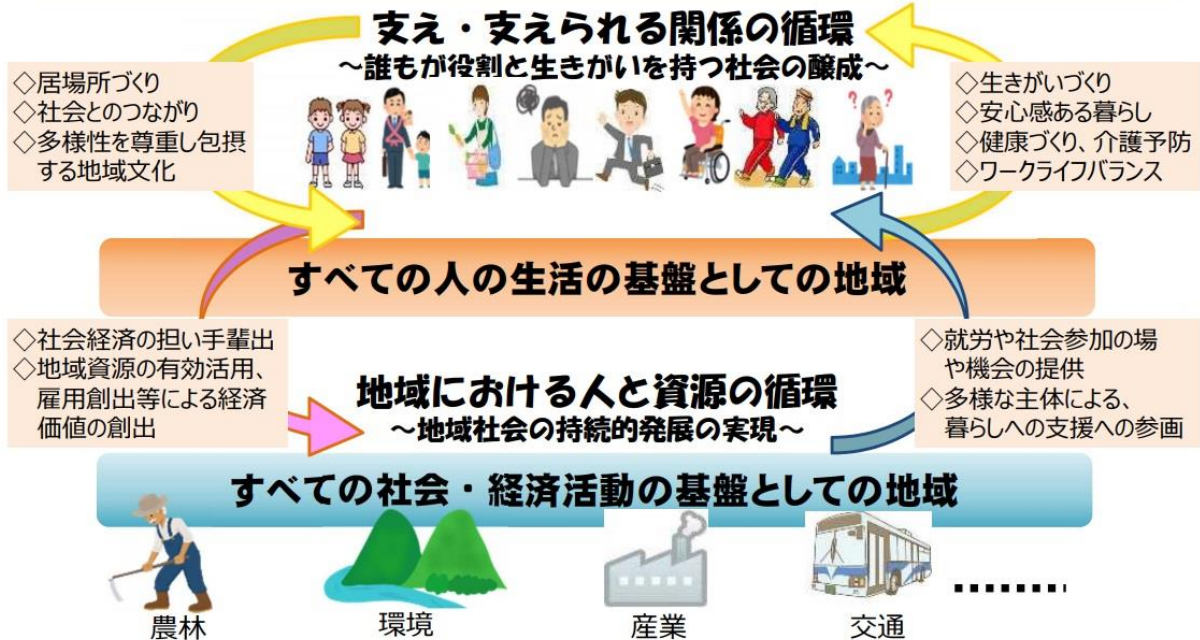 支え・支えられる関係の循環
～誰もが役割と生きがいを持つ社会の醸成～
◇居場所づくり
◇社会とのつながり
◇多様性を尊重し包摂
する地域文化
◇生きがいづくり
◇安心感ある暮らし
◇健康づくり、介護予防
◇ワークライフバランス
すべての人の生活の基盤としての地域
◇社会経済の担い手輩出
◇地域資源の有効活用、
雇用創出等による経済
価値の創出
地域における人と資源の循環
～地域社会の持続的発展の実現～
◇就労や社会参加の場
や機会の提供
◇多様な主体による、
暮らしへの支援への参画
すべての社会・経済活動の基盤としての地域
農林
環境
産業
交通